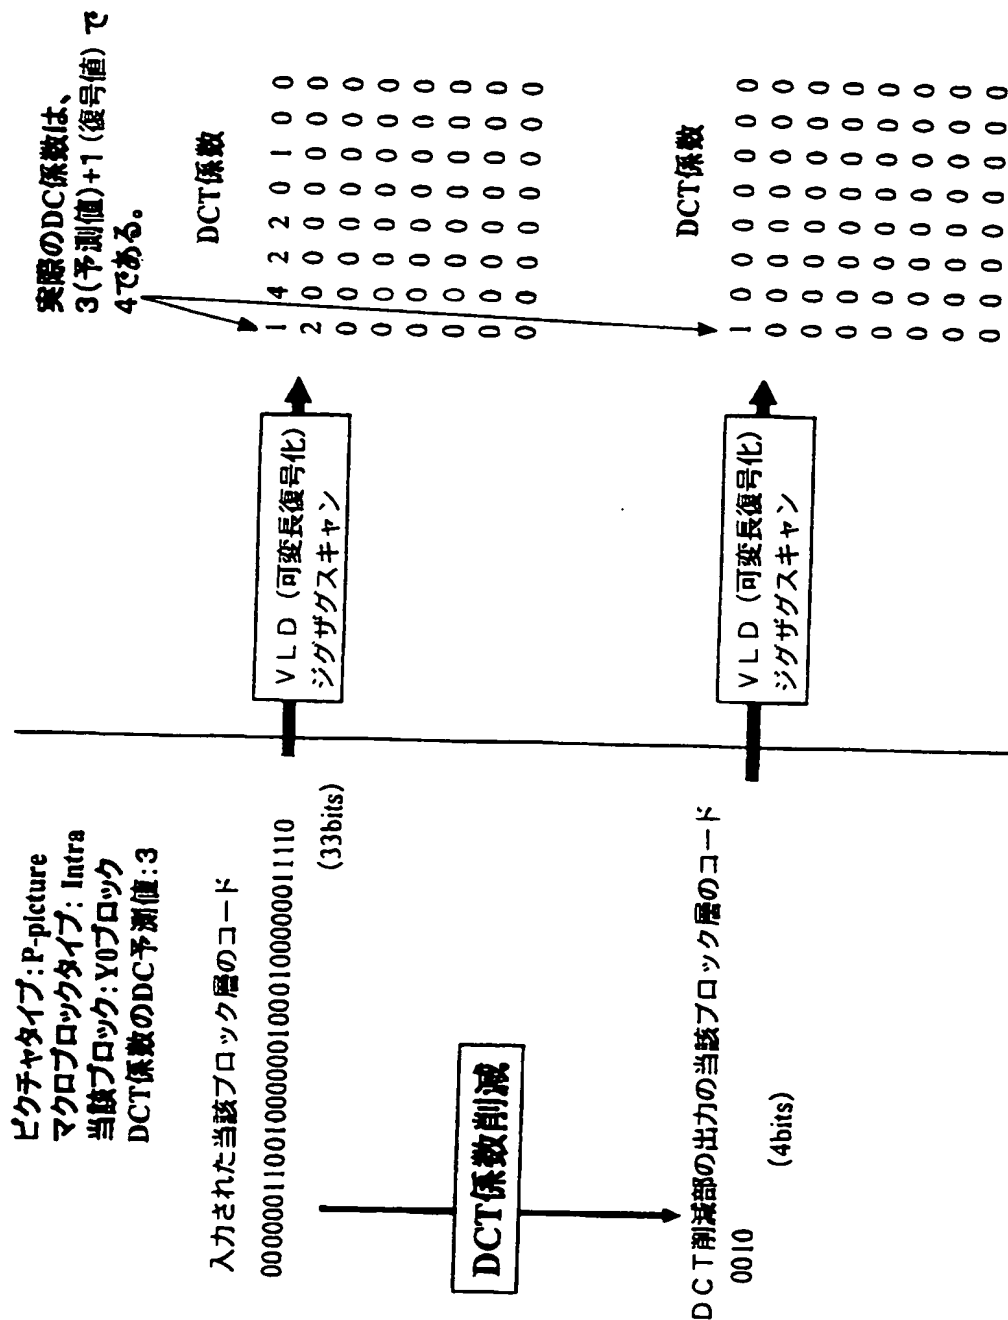 ピクチャタイプ:P-picture
マクロブロックタイプ: Intra
当該ブロック:Y0ブロック
DCT係数のDC予測値:3
入力された当該ブロック層のコード
000000110010000001000100010000011110
(33bits)
DCT係数削減
DCT削減部の出力の当該ブロック層のコード
0010
(4bits)
VLD (可変長復号化)
ジグザグスキャン
VLD (可変長復号化)
ジグザグスキャン
実際のDC係数は、
3(予測値)+1(復号値)で
4である。
DCT係数
1 4 2 2 0 1 0 0
2 0 0 0 0 0 0 0
0 0 0 0 0 0 0 0
0 0 0 0 0 0 0 0
0 0 0 0 0 0 0 0
0 0 0 0 0 0 0 0
0 0 0 0 0 0 0 0
0 0 0 0 0 0 0 0
DCT係数
1 0 0 0 0 0 0 0
0 0 0 0 0 0 0 0
0 0 0 0 0 0 0 0
0 0 0 0 0 0 0 0
0 0 0 0 0 0 0 0
0 0 0 0 0 0 0 0
0 0 0 0 0 0 0 0
0 0 0 0 0 0 0 0